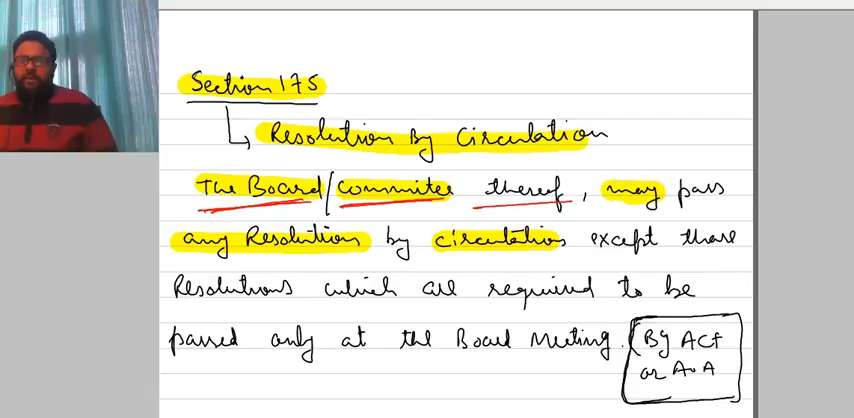 Section 175
Resolution By Circulation
The Board/Commitee thereof, may pass
any Resolution by circulation except those
Resolutions which are required to be
passed only at the Board Meeting. (By Act
or AoA